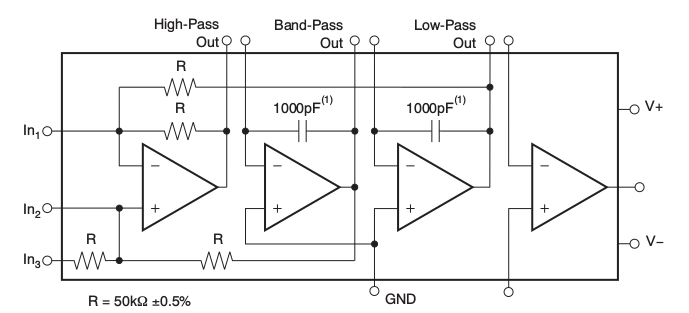 High-Pass
Out
Band-Pass
Out
Low-Pass
Out
R
R
1000pF(1)
1000pF(1)
V+
In1
In2
In3
R
R
V–
GND
R = 50kΩ ±0.5%
– + – + – + – +